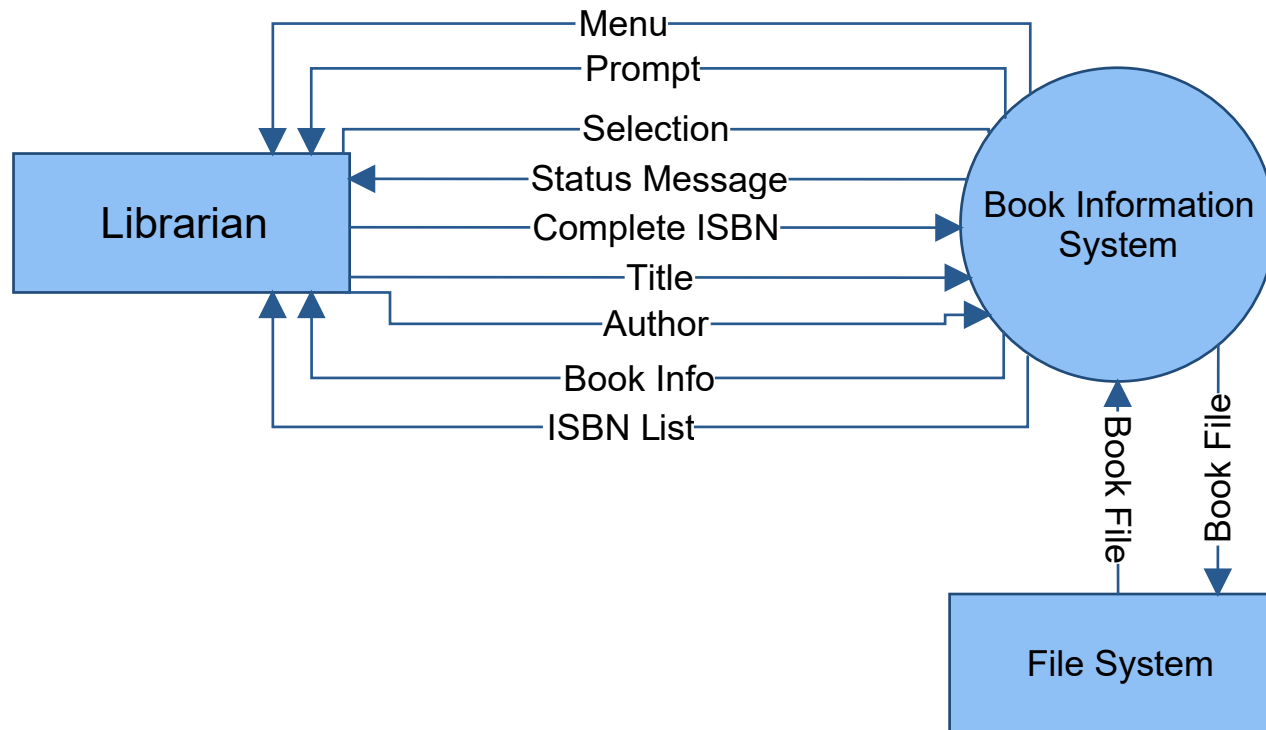 Menu
Prompt
Selection
Status Message
Librarian
Complete ISBN
Book Information
System
Title
Author
Book Info
ISBN List
Book File
Book File
File System